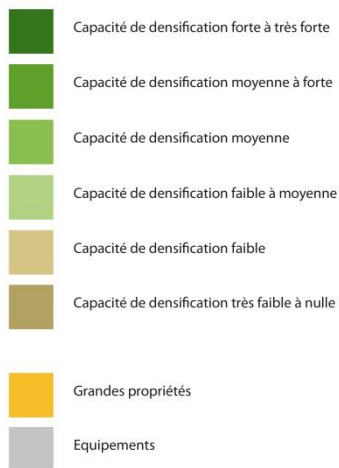 Capacité de densification forte à très forte
Capacité de densification moyenne à forte
Capacité de densification moyenne
Capacité de densification faible à moyenne
Capacité de densification faible
Capacité de densification très faible à nulle
Grandes propriétés
Equipements